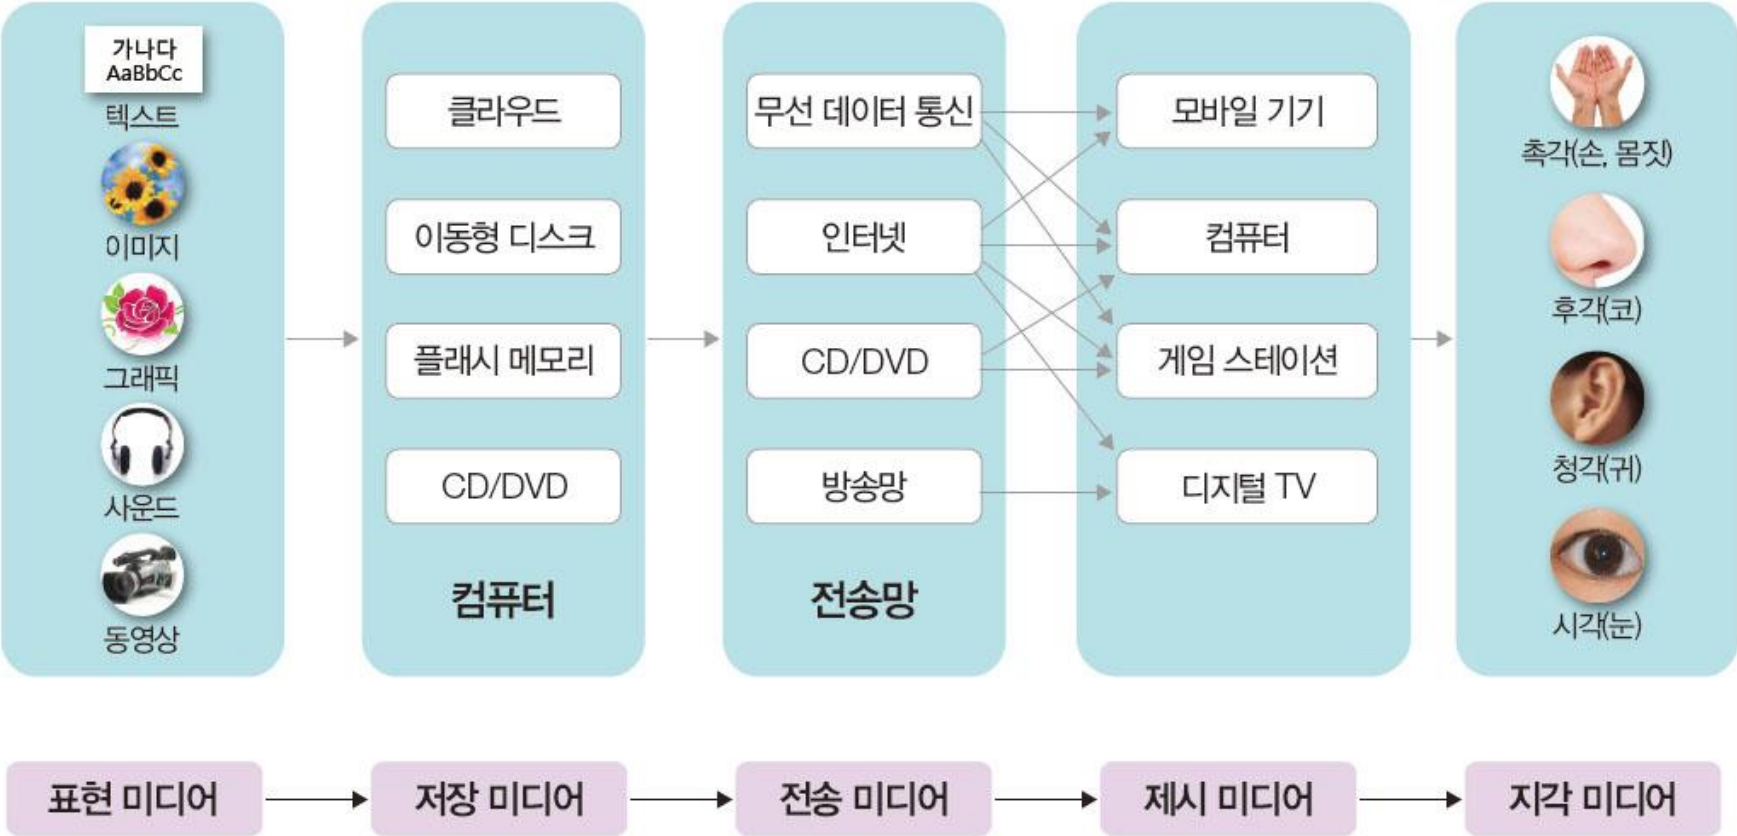 가나다
AaBbCc
텍스트
이미지
그래픽
사운드
동영상
클라우드
이동형 디스크
플래시 메모리
CD/DVD
컴퓨터
무선 데이터 통신
인터넷
CD/DVD
방송망
전송망
모바일 기기
컴퓨터
게임 스테이션
디지털 TV
촉각(손, 몸짓)
후각(코)
청각(귀)
시각(눈)
표현 미디어
저장 미디어
전송 미디어
제시 미디어
지각 미디어